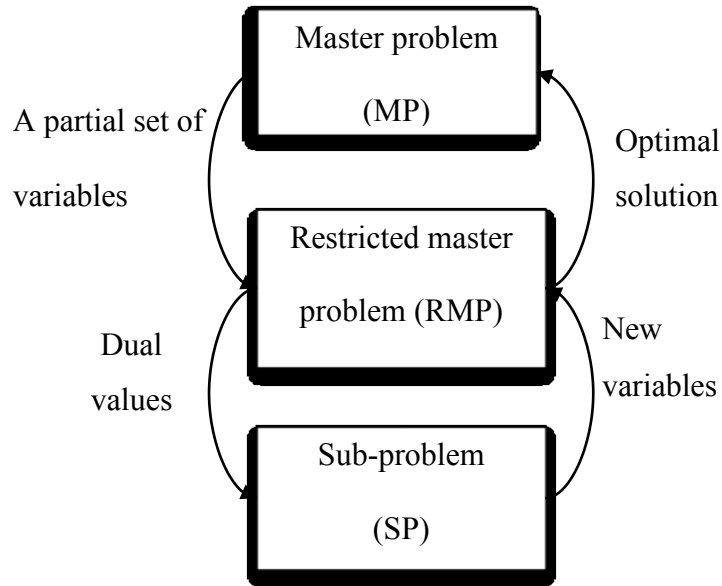 Master problem
(MP)
A partial set of
variables
Optimal
solution
Restricted master
problem (RMP)
Dual
values
New
variables
Sub-problem
(SP)